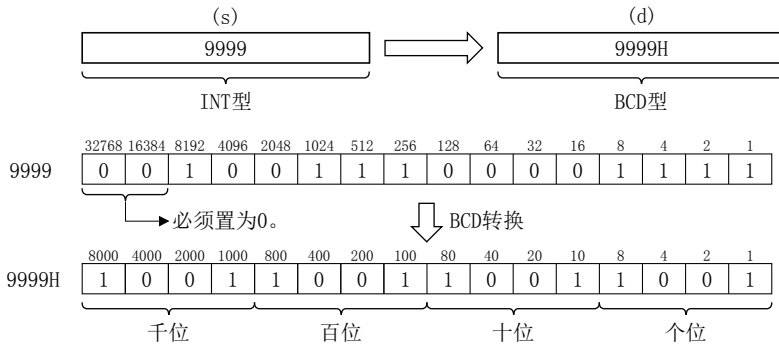 (s) (d)
9999 9999H
INT型 BCD型
32768 16384 8192 4096 2048 1024 512 256 128 64 32 16 8 4 2 1
9999 0 0 1 0 0 1 1 1 0 0 0 0 1 1 1 1
必须置为0。 BCD转换
8000 4000 2000 1000 800 400 200 100 80 40 20 10 8 4 2 1
9999H 1 0 0 1 1 0 0 1 1 0 0 1 1 0 0 1
千位 百位 十位 个位